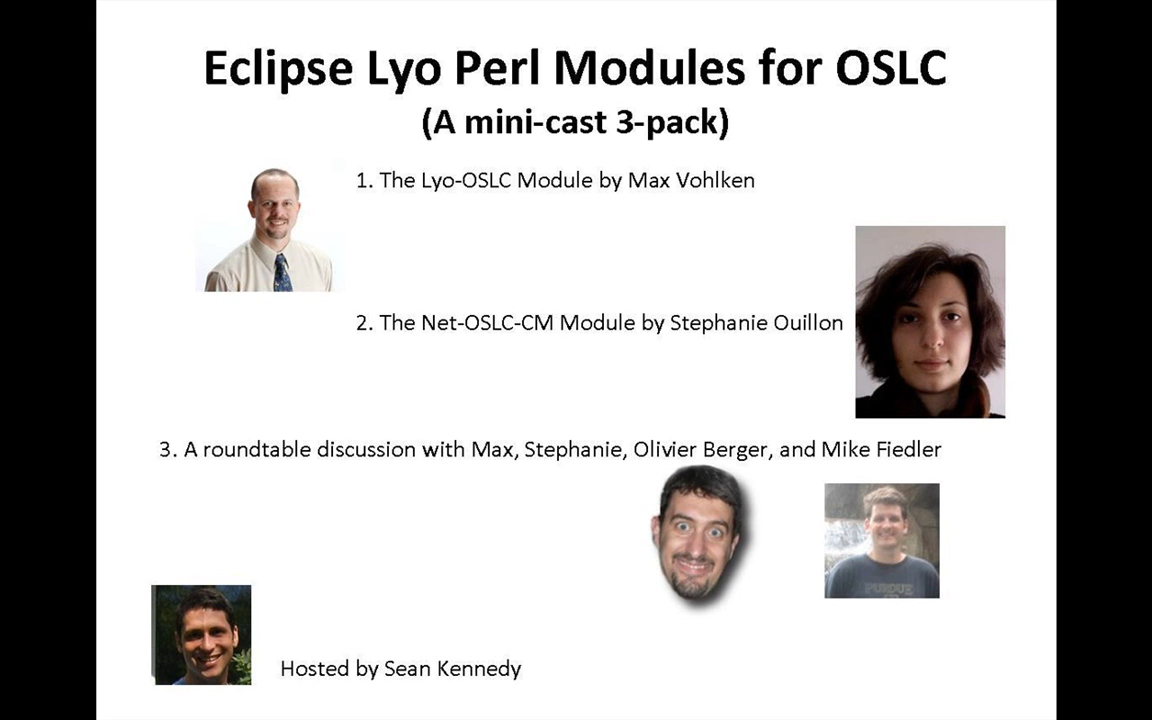 Eclipse Lyo Perl Modules for OSLC
(A mini-cast 3-pack)
1. The Lyo-OSLC Module by Max Vohlken
2. The Net-OSLC-CM Module by Stephanie Ouillon
3. A roundtable discussion with Max, Stephanie, Olivier Berger, and Mike Fiedler
PURDUE
Hosted by Sean Kennedy